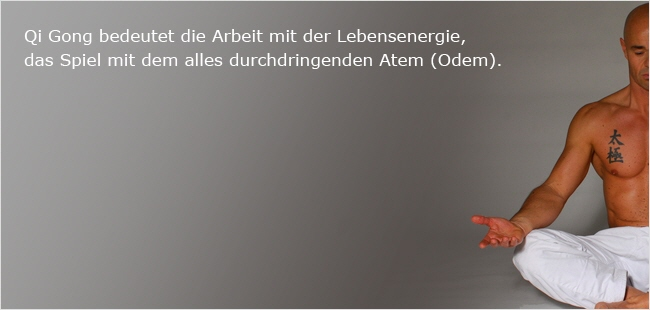 Qi Gong bedeutet die Arbeit mit der Lebensenergie,
das Spiel mit dem alles durchdringenden Atem (Odem).
太
極